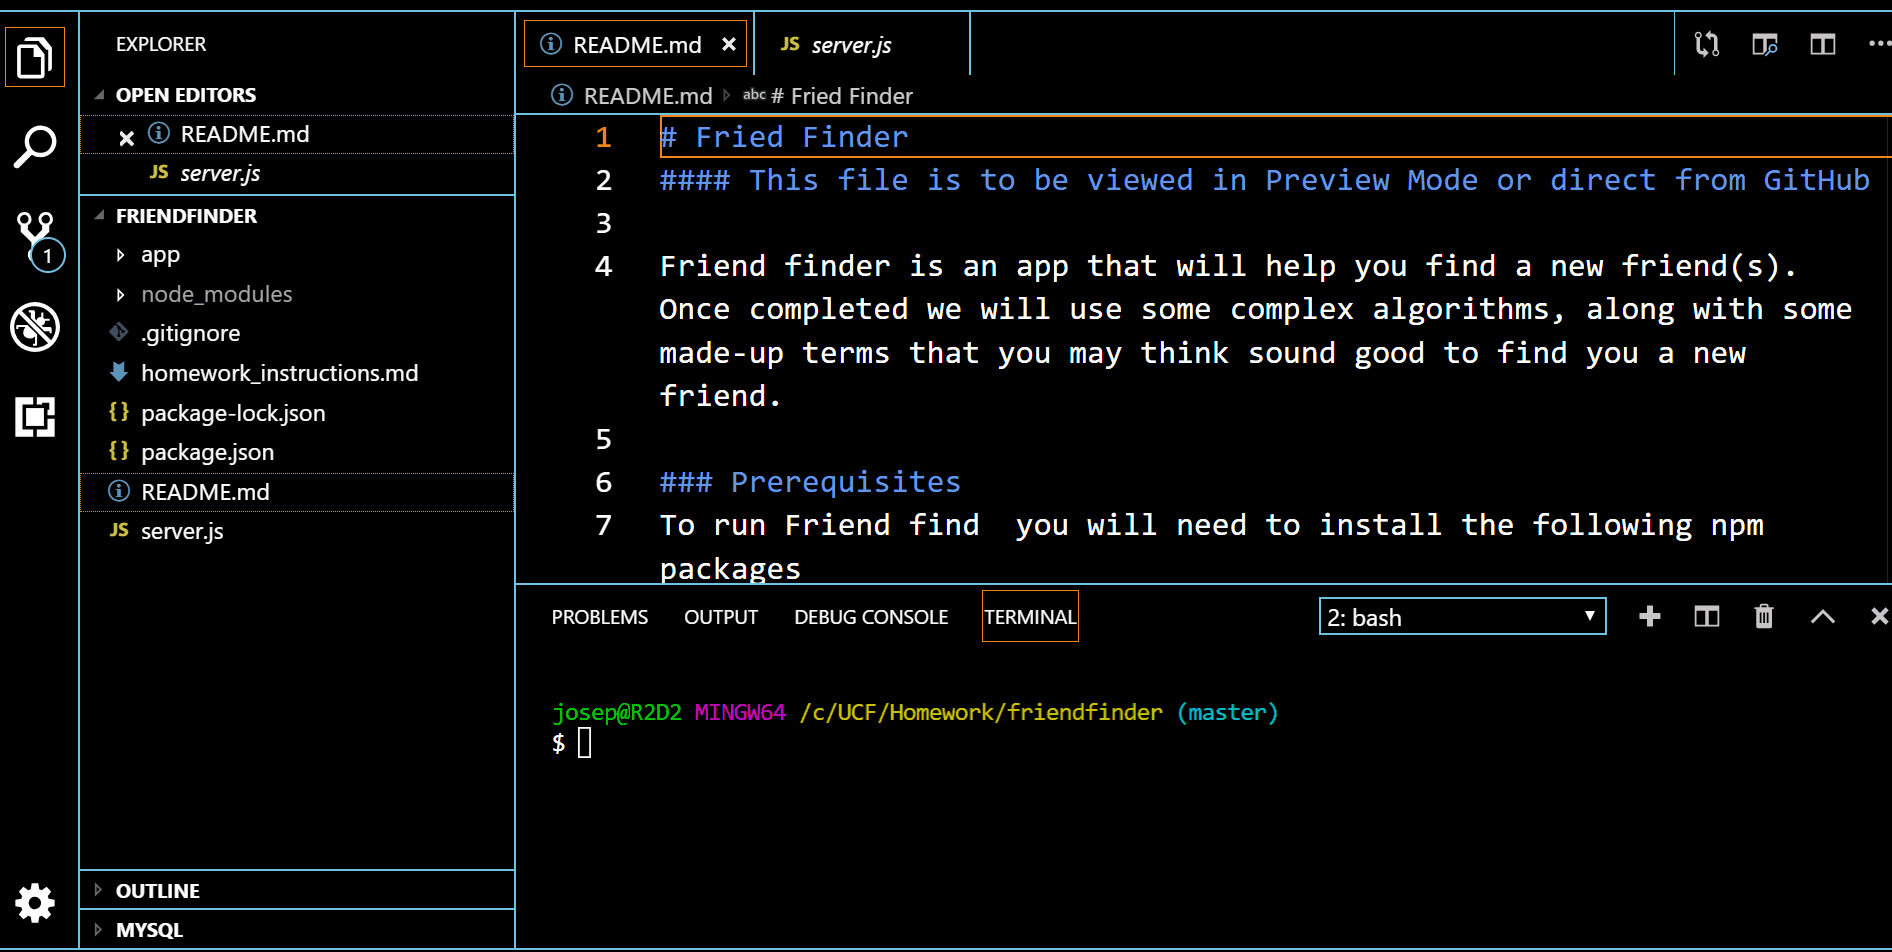 EXPLORER
OPEN EDITORS
README.md
JS server.js
FRIENDFINDER
app
node_modules
.gitignore
homework_instructions.md
{} package-lock.json
{} package.json
README.md
JS server.js
OUTLINE
MYSQL
1
README.md
JS server.js
README.md abc # Fried Finder
1 # Fried Finder
2 #### This file is to be viewed in Preview Mode or direct from GitHub
3
4 Friend finder is an app that will help you find a new friend(s).
Once completed we will use some complex algorithms, along with some
made-up terms that you may think sound good to find you a new
friend.
5
6 ### Prerequisites
7 To run Friend find  you will need to install the following npm
packages
PROBLEMS OUTPUT DEBUG CONSOLE TERMINAL 2: bash
josep@R2D2 MINGW64 /c/UCF/Homework/friendfinder (master)
$